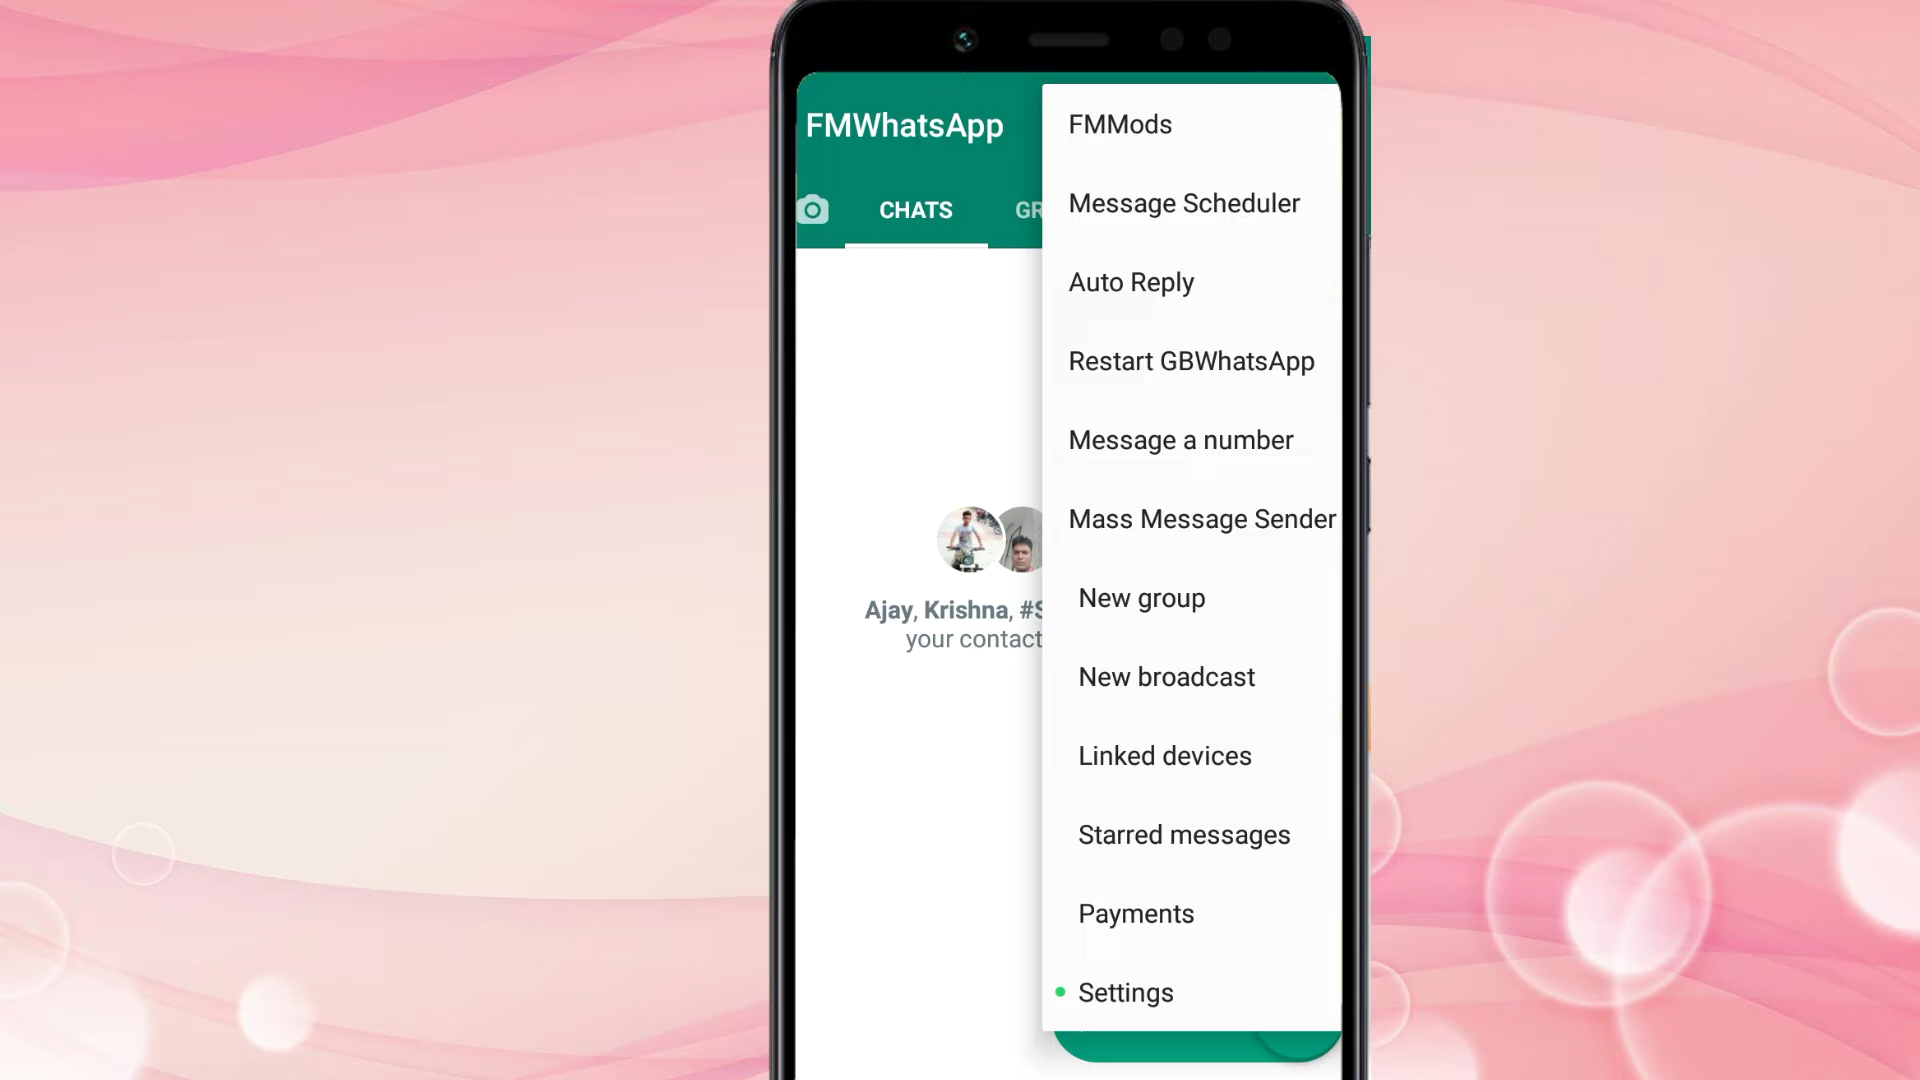 FMWhatsApp
CHATS
GR
FMMods
Message Scheduler
Auto Reply
Restart GBWhatsApp
Message a number
Mass Message Sender
New group
New broadcast
Linked devices
Starred messages
Payments
Settings
Ajay, Krishna, #S
your contact